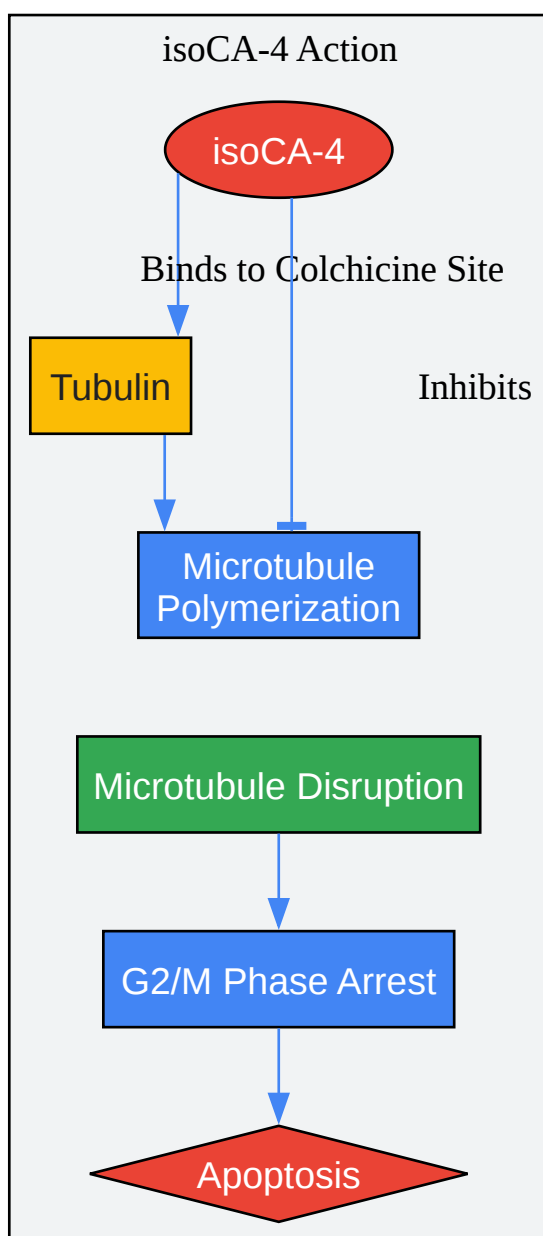 isoCA-4 Action
isoCA-4
Binds to Colchicine Site
Tubulin
Inhibits
Microtubule
Polymerization
Microtubule Disruption
G2/M Phase Arrest
Apoptosis